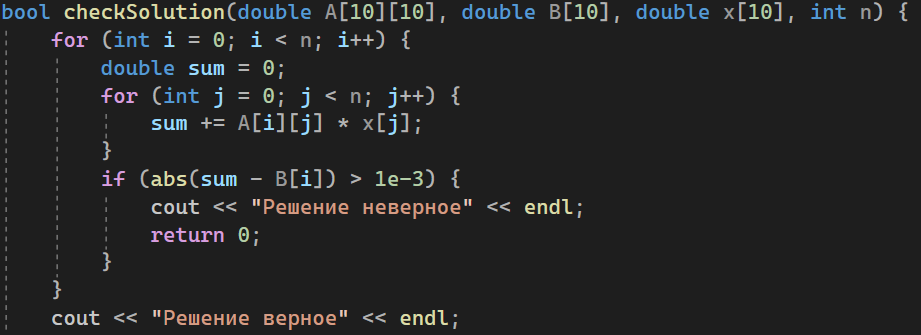 bool checkSolution(double A[10][10], double B[10], double x[10], int n) {
    for (int i = 0; i < n; i++) {
        double sum = 0;
        for (int j = 0; j < n; j++) {
            sum += A[i][j] * x[j];
        }
        if (abs(sum - B[i]) > 1e-3) {
            cout << "Решение неверное" << endl;
            return 0;
        }
    }
    cout << "Решение верное" << endl;